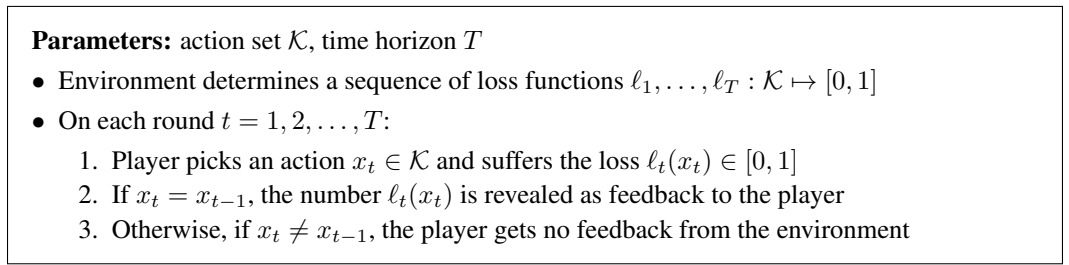 Parameters: action set 𝒦, time horizon T
• Environment determines a sequence of loss functions ℓ₁, . . . , ℓ_T : 𝒦 ↦ [0, 1]
• On each round t = 1, 2, . . . , T:
1. Player picks an action x_t ∈ 𝒦 and suffers the loss ℓ_t(x_t) ∈ [0, 1]
2. If x_t = x_{t−1}, the number ℓ_t(x_t) is revealed as feedback to the player
3. Otherwise, if x_t ≠ x_{t−1}, the player gets no feedback from the environment